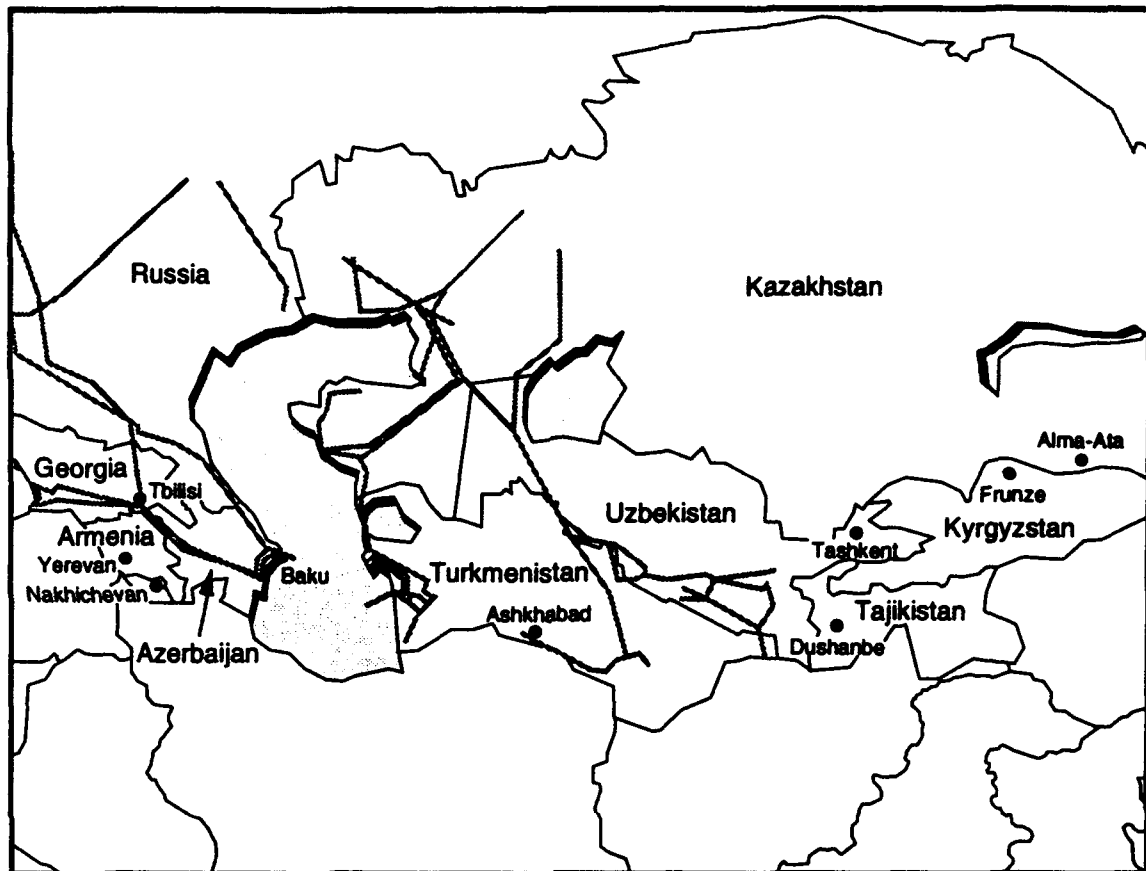 Russia
Kazakhstan
Georgia
Tbilisi
Alma-Ata
Frunze
Armenia
Uzbekistan
Kyrgyzstan
Yerevan
Tashkent
Baku
Turkmenistan
Nakhichevan
Ashkhabad
Tajikistan
Azerbaijan
Dushanbe